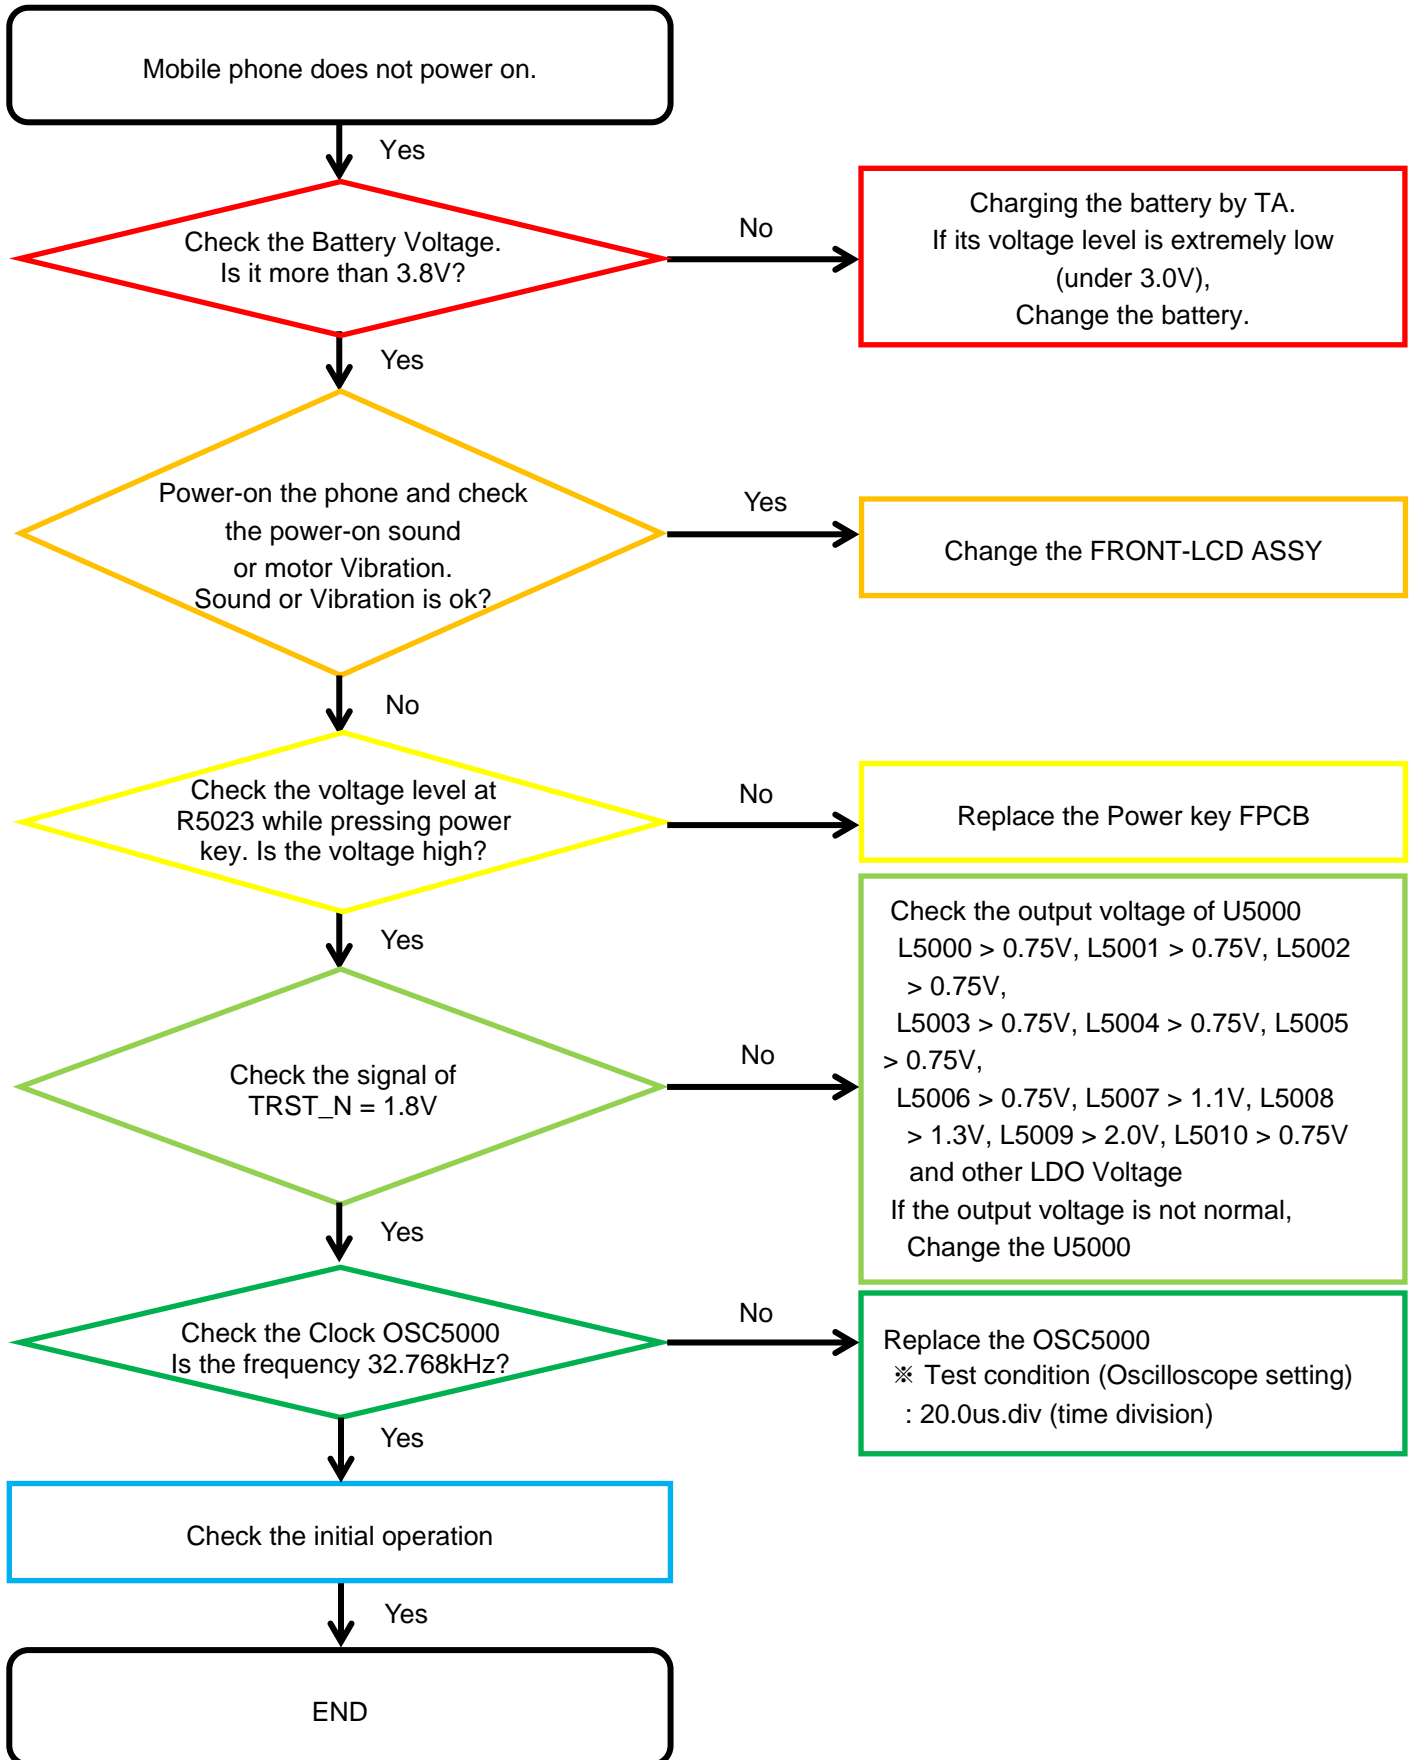 Mobile phone does not power on.
Yes
Check the Battery Voltage.
Is it more than 3.8V?
No
Charging the battery by TA.
If its voltage level is extremely low
(under 3.0V),
Change the battery.
Yes
Power-on the phone and check
the power-on sound
or motor Vibration.
Sound or Vibration is ok?
Yes
Change the FRONT-LCD ASSY
No
Check the voltage level at
R5023 while pressing power
key. Is the voltage high?
No
Replace the Power key FPCB
Yes
Check the signal of
TRST_N = 1.8V
No
Check the output voltage of U5000
L5000 > 0.75V, L5001 > 0.75V, L5002
> 0.75V,
L5003 > 0.75V, L5004 > 0.75V, L5005
> 0.75V,
L5006 > 0.75V, L5007 > 1.1V, L5008
> 1.3V, L5009 > 2.0V, L5010 > 0.75V
and other LDO Voltage
If the output voltage is not normal,
Change the U5000
Yes
Check the Clock OSC5000
Is the frequency 32.768kHz?
No
Replace the OSC5000
※ Test condition (Oscilloscope setting)
: 20.0us.div (time division)
Yes
Check the initial operation
Yes
END